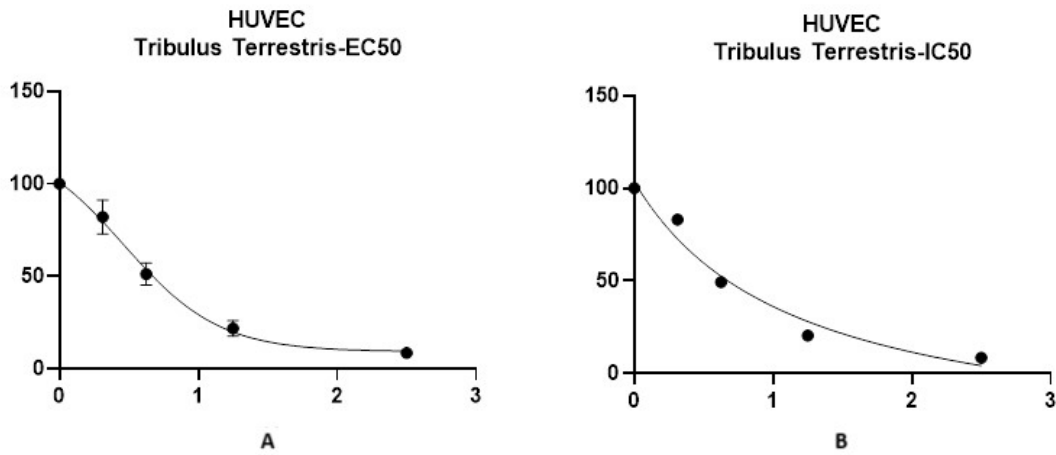 HUVEC
Tribulus Terrestris-EC50
150
100
50
0
0 1 2 3
A
HUVEC
Tribulus Terrestris-IC50
150
100
50
0
0 1 2 3
B